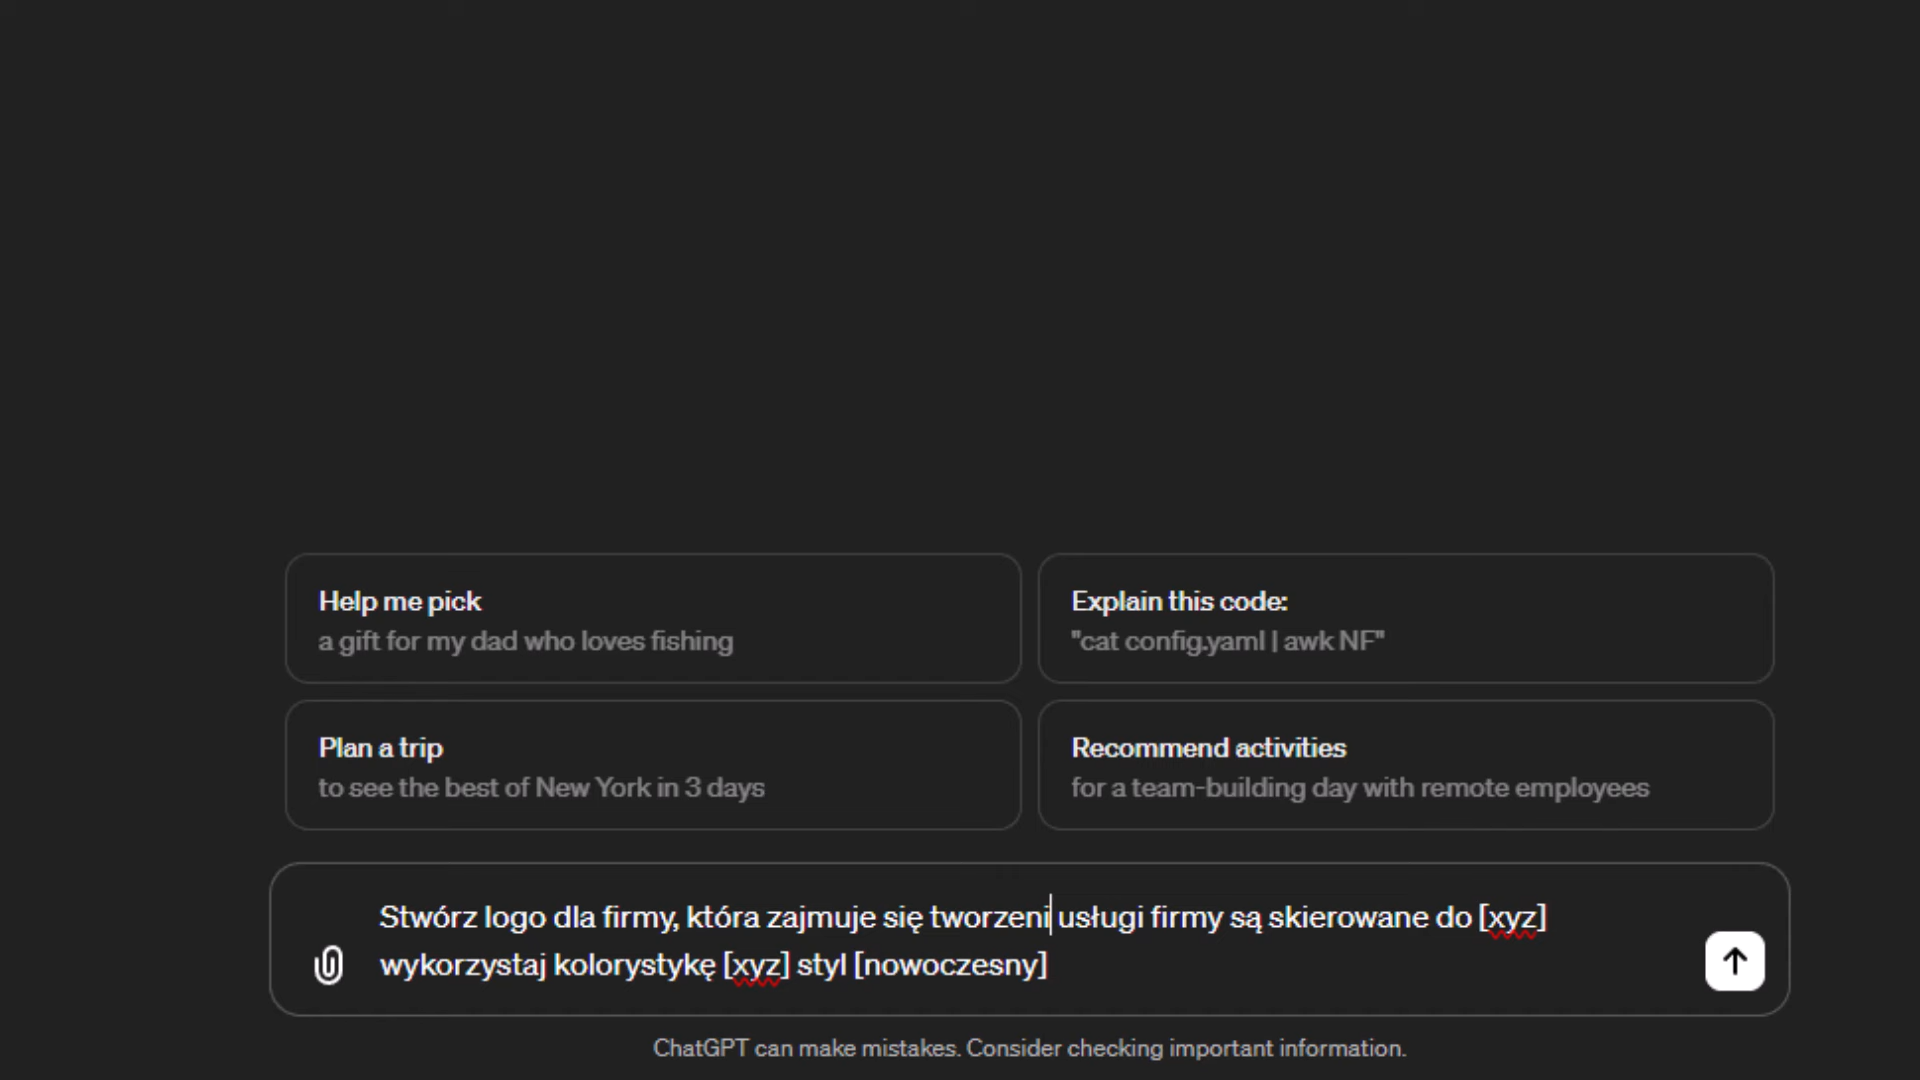 Help me pick
a gift for my dad who loves fishing
Explain this code:
"cat config.yaml | awk NF"
Plan a trip
to see the best of New York in 3 days
Recommend activities
for a team-building day with remote employees
Stwórz logo dla firmy, która zajmuje się tworzeni usługi firmy są skierowane do [xyz]
wykorzystaj kolorystykę [xyz] styl [nowoczesny]
ChatGPT can make mistakes. Consider checking important information.